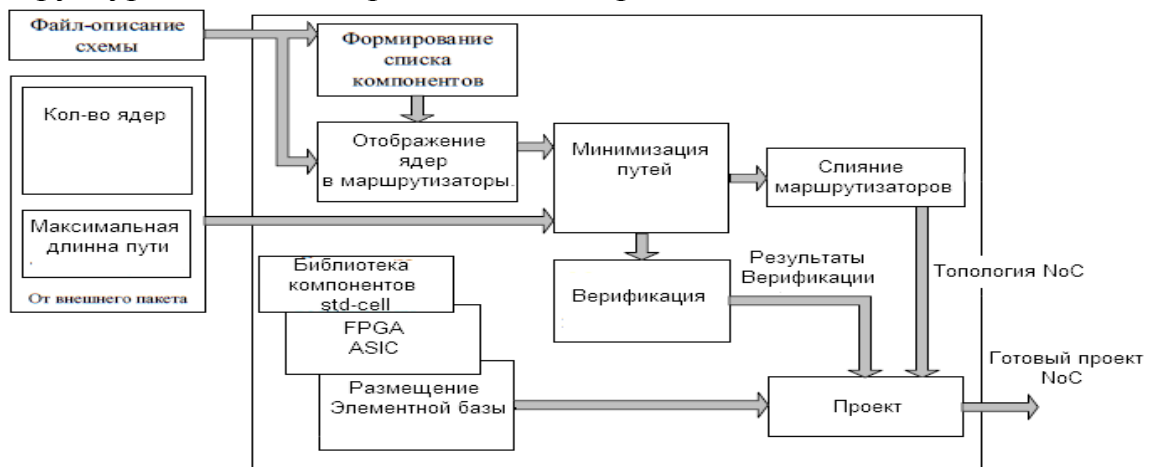 Файл-описание
схемы
Формирование
списка
компонентов
Кол-во ядер
Отображение
ядер
в маршрутизаторы.
Минимизация
путей
Слияние
маршрутизаторов
Максимальная
длинна пути
От внешнего пакета
Библиотека
компонентов
std-cell
FPGA
ASIC
Размещение
Элементной базы
Верификация
Результаты
Верификации
Топология NoC
Проект
Готовый проект
NoC